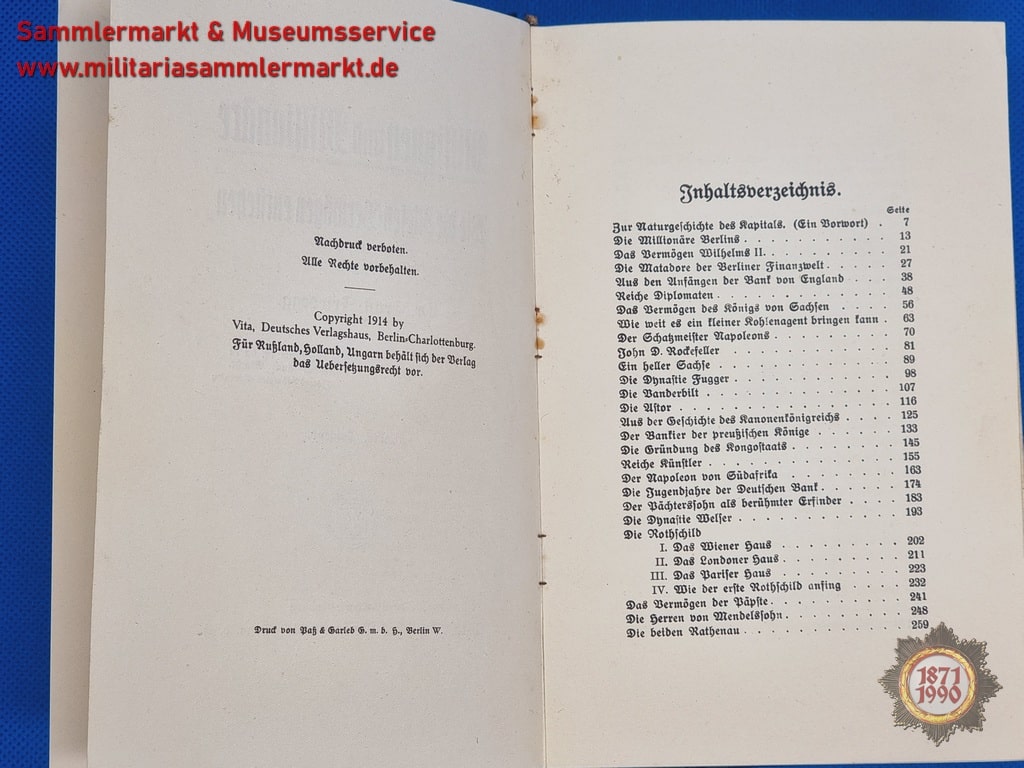 Sammlermarkt & Museumsservice
www.militariasammlermarkt.de
Nachdruck verboten.
Alle Rechte vorbehalten.
Copyright 1914 by
Vita, Deutsches Verlagshaus, Berlin-Charlottenburg.
Für Rußland, Holland, Ungarn behält sich der Verlag
das Uebersetzungsrecht vor.
Druck von Paß & Garleb G. m. b. H., Berlin W.
Inhaltsverzeichnis.
Seite
Zur Naturgeschichte des Kapitals. (Ein Vorwort) . 7
Die Millionäre Berlins . . . . . . . . . . 13
Das Vermögen Wilhelms II. . . . . . . . . . 21
Die Matadore der Berliner Finanzwelt . . . . . . 27
Aus den Anfängen der Bank von England . . . . 38
Reiche Diplomaten . . . . . . . . . . . . 48
Das Vermögen des Königs von Sachsen . . . . . 56
Wie weit es ein kleiner Kohlenagent bringen kann . 63
Der Schatzmeister Napoleons . . . . . . . . . 70
John D. Rockefeller . . . . . . . . . . . 81
Ein heller Sachse . . . . . . . . . . . . 89
Die Dynastie Fugger . . . . . . . . . . . 98
Die Vanderbilt . . . . . . . . . . . . . 107
Die Astor . . . . . . . . . . . . . . . 116
Aus der Geschichte des Kanonenkönigreichs . . . . 125
Der Bankier der preußischen Könige . . . . . . 133
Die Gründung des Kongostaats . . . . . . . . 145
Reiche Künstler . . . . . . . . . . . . . 155
Der Napoleon von Südafrika . . . . . . . . 163
Die Jugendjahre der Deutschen Bank . . . . . . 174
Der Pächterssohn als berühmter Erfinder . . . . 183
Die Dynastie Welser . . . . . . . . . . . 193
Die Rothschild
I. Das Wiener Haus . . . . . . . . . 202
II. Das Londoner Haus . . . . . . . . 211
III. Das Pariser Haus . . . . . . . . . 223
IV. Wie der erste Rothschild anfing . . . . 232
Das Vermögen der Päpste . . . . . . . . . 241
Die Herren von Mendelssohn . . . . . . . . 248
Die beiden Rathenau . . . . . . . . . . . 259
1871
1990